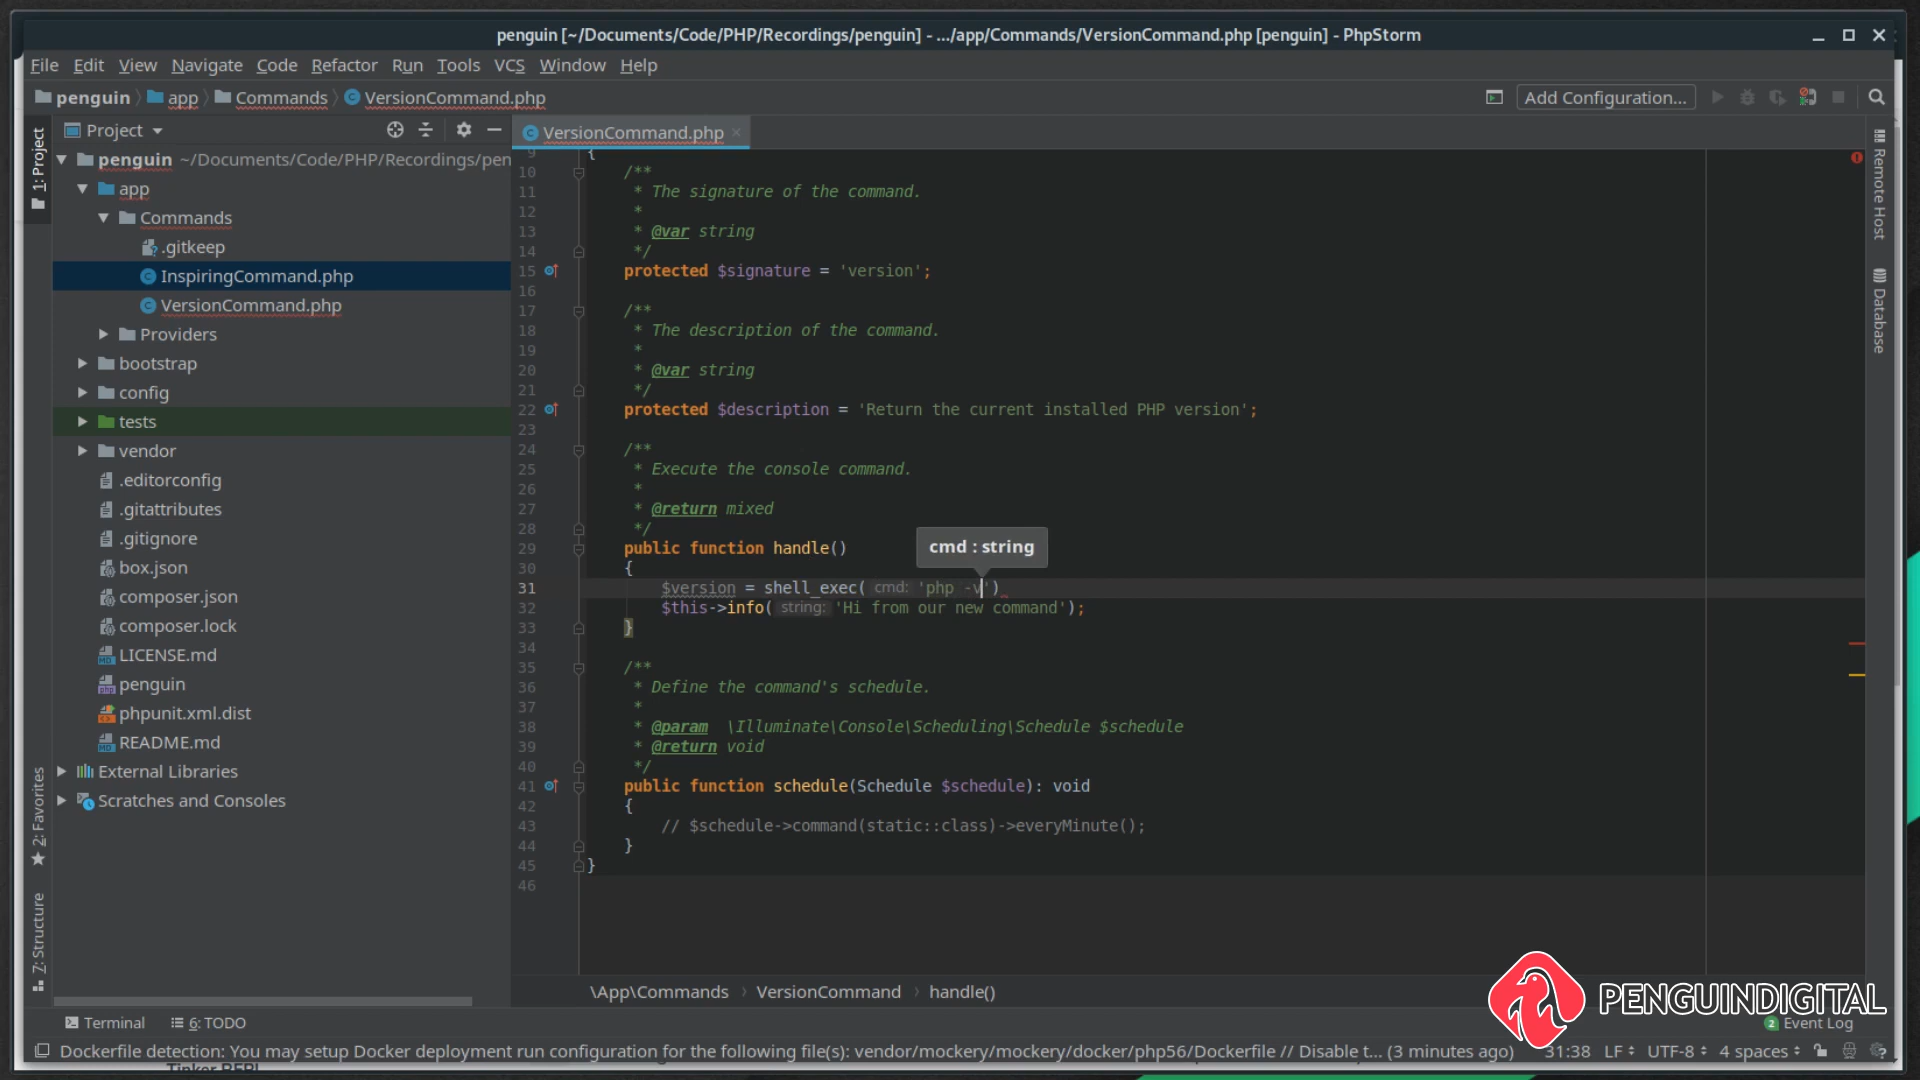 penguin [~/Documents/Code/PHP/Recordings/penguin] - .../app/Commands/VersionCommand.php [penguin] - PhpStorm
File Edit View Navigate Code Refactor Run Tools VCS Window Help
penguin app Commands VersionCommand.php Add Configuration...
1: Project
Project
penguin ~/Documents/Code/PHP/Recordings/pen
app
Commands
.gitkeep
InspiringCommand.php
VersionCommand.php
Providers
bootstrap
config
tests
vendor
.editorconfig
.gitattributes
.gitignore
box.json
composer.json
composer.lock
LICENSE.md
penguin
phpunit.xml.dist
README.md
External Libraries
Scratches and Consoles
2: Favorites
Z: Structure
VersionCommand.php
9 {
10 /**
11 * The signature of the command.
12 *
13 * @var string
14 */
15 protected $signature = 'version';
16
17 /**
18 * The description of the command.
19 *
20 * @var string
21 */
22 protected $description = 'Return the current installed PHP version';
23
24 /**
25 * Execute the console command.
26 *
27 * @return mixed
28 */
29 public function handle()
cmd : string
30 {
31 $version = shell_exec( cmd: 'php -v')
32 $this->info( string: 'Hi from our new command');
33 }
34
35 /**
36 * Define the command's schedule.
37 *
38 * @param \Illuminate\Console\Scheduling\Schedule $schedule
39 * @return void
40 */
41 public function schedule(Schedule $schedule): void
42 {
43 // $schedule->command(static::class)->everyMinute();
44 }
45 }
46
Remote Host
Database
\App\Commands › VersionCommand › handle()
PENGUINDIGITAL
Terminal 6: TODO 2 Event Log
Dockerfile detection: You may setup Docker deployment run configuration for the following file(s): vendor/mockery/mockery/docker/php56/Dockerfile // Disable t... (3 minutes ago) 31:38 LF UTF-8 4 spaces
Tinker REPL